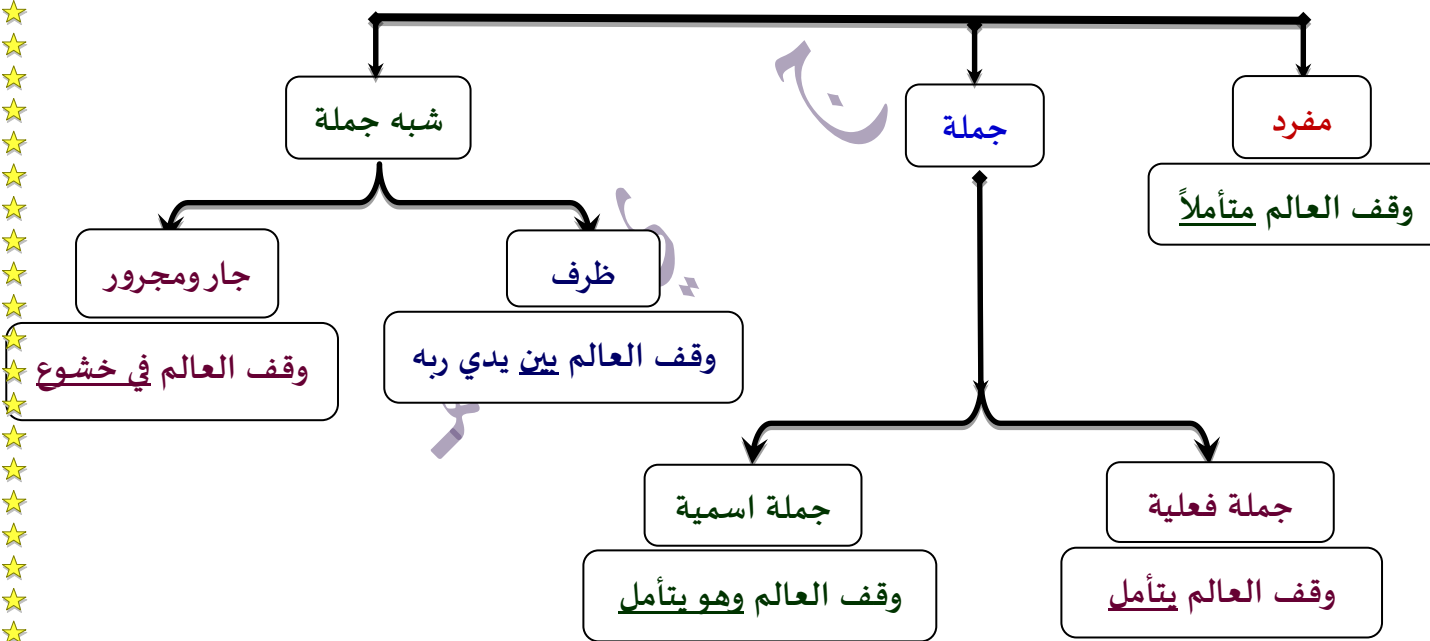 مفرد
وقف العالم متأملاً
جملة
جملة فعلية
وقف العالم يتأمل
جملة اسمية
وقف العالم وهو يتأمل
شبه جملة
ظرف
وقف العالم بين يدي ربه
جار ومجرور
وقف العالم في خشوع